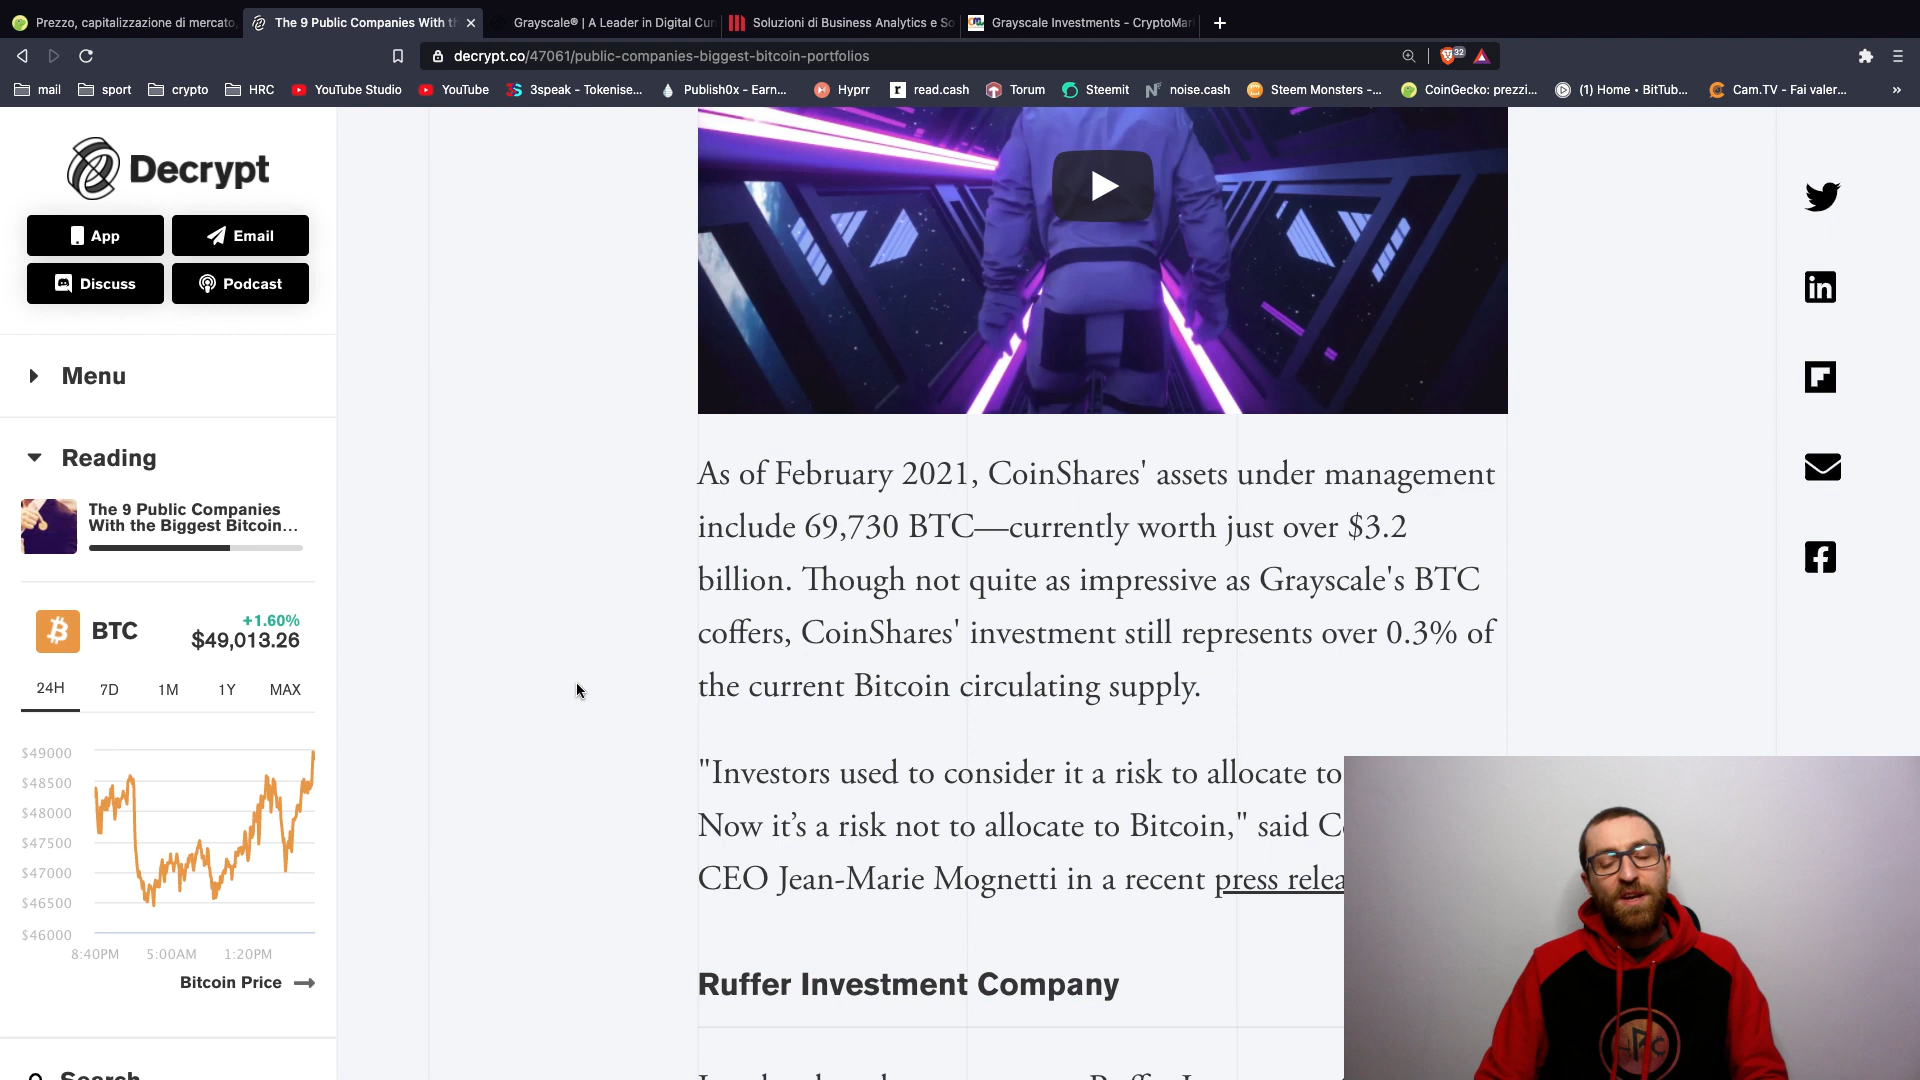 Prezzo, capitalizzazione di mercato,
The 9 Public Companies With t
Grayscale® | A Leader in Digital Cur
Soluzioni di Business Analytics e So
Grayscale Investments - CryptoMar
decrypt.co/47061/public-companies-biggest-bitcoin-portfolios
32
mail
sport
crypto
HRC
YouTube Studio
YouTube
3speak - Tokenise...
Publish0x - Earn...
Hyprr
read.cash
Torum
Steemit
noise.cash
Steem Monsters -...
CoinGecko: prezzi...
(1) Home • BitTub...
Cam.TV - Fai valer...
Decrypt
App
Email
Discuss
Podcast
Menu
Reading
The 9 Public Companies
With the Biggest Bitcoin...
BTC
+1.60%
$49,013.26
24H 7D 1M 1Y MAX
$49000
$48500
$48000
$47500
$47000
$46500
$46000
8:40PM 5:00AM 1:20PM
Bitcoin Price
Search
As of February 2021, CoinShares' assets under management
include 69,730 BTC—currently worth just over $3.2
billion. Though not quite as impressive as Grayscale's BTC
coffers, CoinShares' investment still represents over 0.3% of
the current Bitcoin circulating supply.
"Investors used to consider it a risk to allocate to
Now it’s a risk not to allocate to Bitcoin," said C
CEO Jean-Marie Mognetti in a recent press relea
Ruffer Investment Company